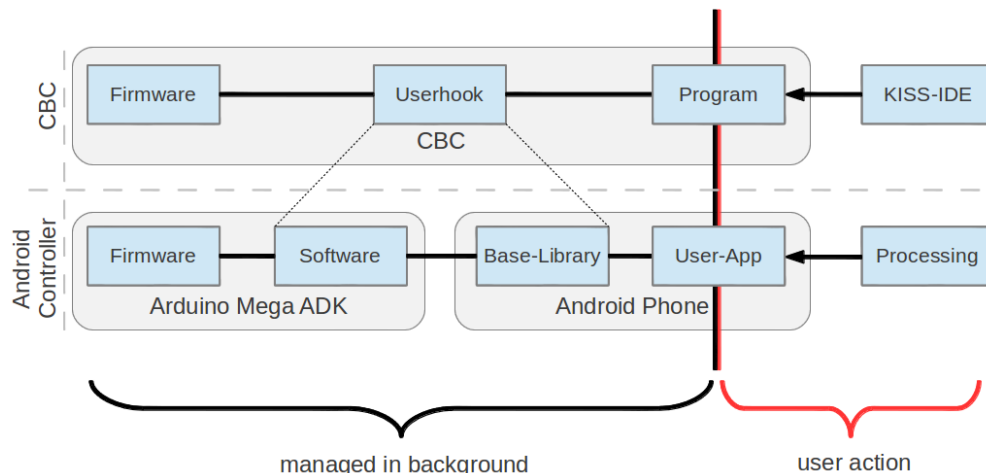 CBC
Firmware
Userhook
Program
KISS-IDE
CBC
Android
Controller
Firmware
Software
Base-Library
User-App
Processing
Arduino Mega ADK
Android Phone
managed in background
user action